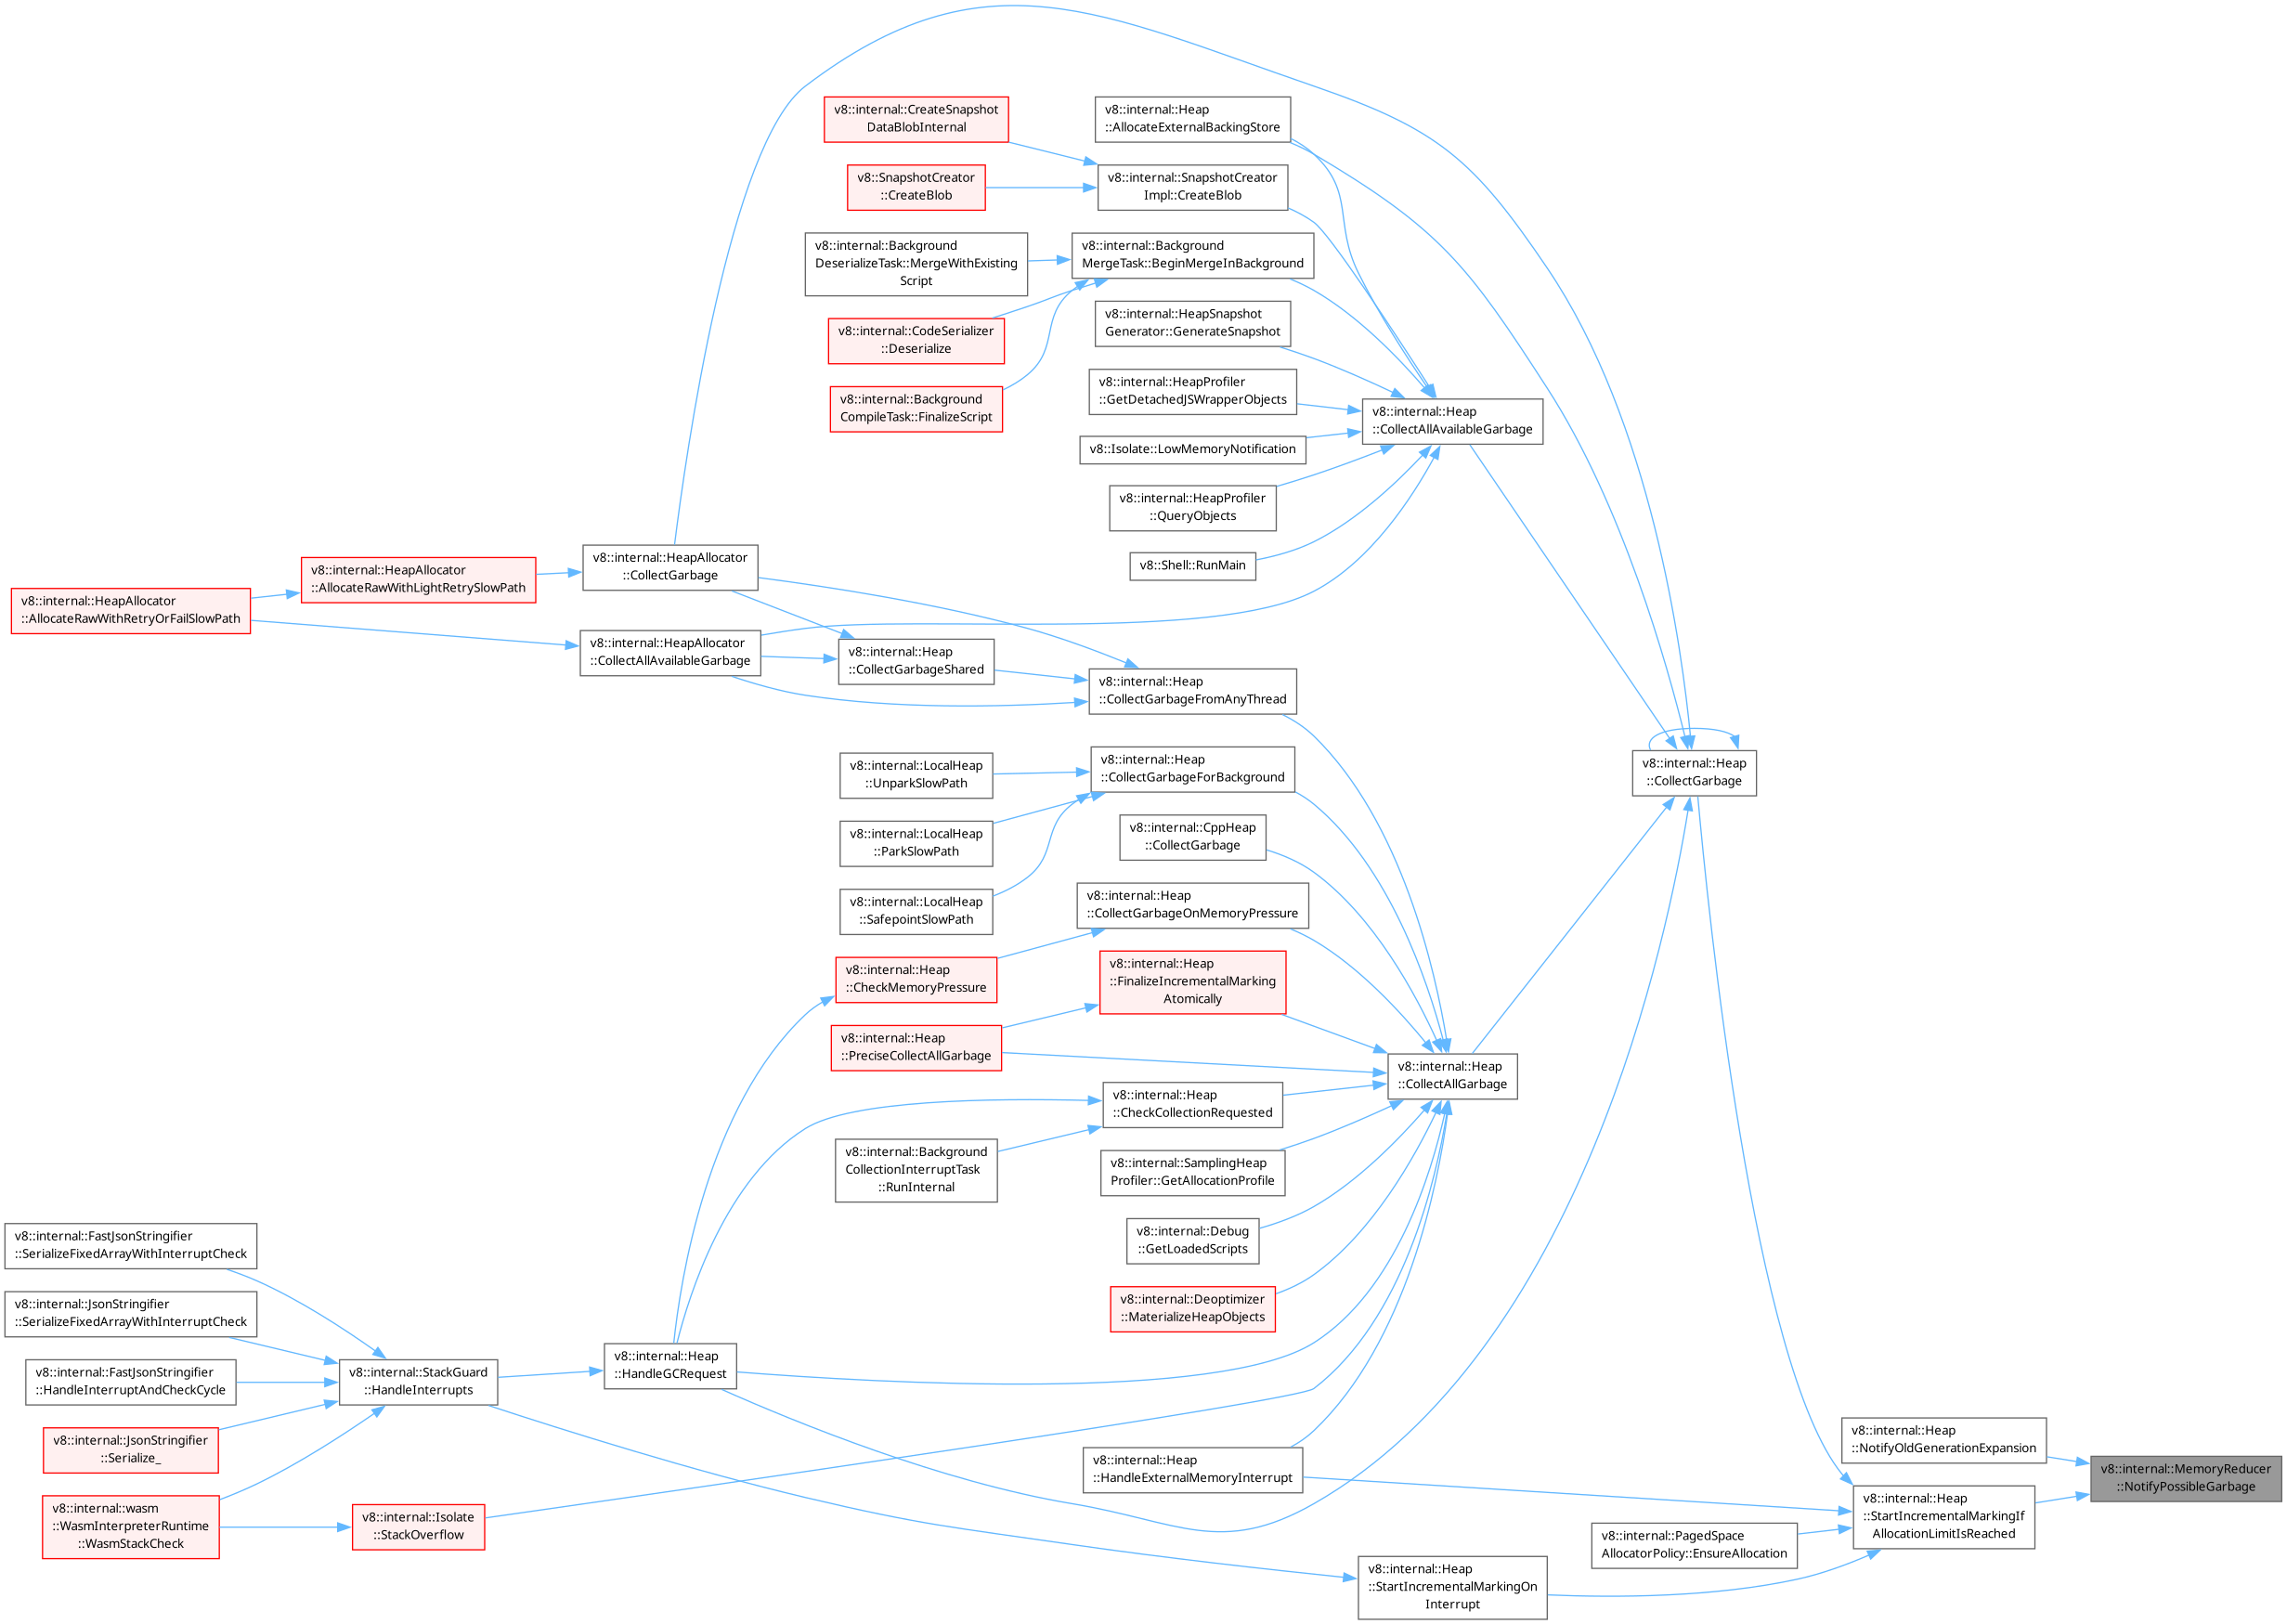 v8::internal::CreateSnapshot
DataBlobInternal
v8::internal::Heap
::AllocateExternalBackingStore
v8::SnapshotCreator
::CreateBlob
v8::internal::SnapshotCreator
Impl::CreateBlob
v8::internal::Background
DeserializeTask::MergeWithExisting
Script
v8::internal::Background
MergeTask::BeginMergeInBackground
v8::internal::CodeSerializer
::Deserialize
v8::internal::HeapSnapshot
Generator::GenerateSnapshot
v8::internal::Background
CompileTask::FinalizeScript
v8::internal::HeapProfiler
::GetDetachedJSWrapperObjects
v8::internal::Heap
::CollectAllAvailableGarbage
v8::Isolate::LowMemoryNotification
v8::internal::HeapProfiler
::QueryObjects
v8::Shell::RunMain
v8::internal::HeapAllocator
::CollectGarbage
v8::internal::HeapAllocator
::AllocateRawWithLightRetrySlowPath
v8::internal::HeapAllocator
::AllocateRawWithRetryOrFailSlowPath
v8::internal::HeapAllocator
::CollectAllAvailableGarbage
v8::internal::Heap
::CollectGarbageShared
v8::internal::Heap
::CollectGarbageFromAnyThread
v8::internal::LocalHeap
::UnparkSlowPath
v8::internal::Heap
::CollectGarbageForBackground
v8::internal::Heap
::CollectGarbage
v8::internal::LocalHeap
::ParkSlowPath
v8::internal::CppHeap
::CollectGarbage
v8::internal::LocalHeap
::SafepointSlowPath
v8::internal::Heap
::CollectGarbageOnMemoryPressure
v8::internal::Heap
::CheckMemoryPressure
v8::internal::Heap
::FinalizeIncrementalMarking
Atomically
v8::internal::Heap
::PreciseCollectAllGarbage
v8::internal::Heap
::CollectAllGarbage
v8::internal::Heap
::CheckCollectionRequested
v8::internal::Background
CollectionInterruptTask
::RunInternal
v8::internal::SamplingHeap
Profiler::GetAllocationProfile
v8::internal::Debug
::GetLoadedScripts
v8::internal::Deoptimizer
::MaterializeHeapObjects
v8::internal::FastJsonStringifier
::SerializeFixedArrayWithInterruptCheck
v8::internal::JsonStringifier
::SerializeFixedArrayWithInterruptCheck
v8::internal::FastJsonStringifier
::HandleInterruptAndCheckCycle
v8::internal::StackGuard
::HandleInterrupts
v8::internal::Heap
::HandleGCRequest
v8::internal::JsonStringifier
::Serialize_
v8::internal::wasm
::WasmInterpreterRuntime
::WasmStackCheck
v8::internal::Isolate
::StackOverflow
v8::internal::Heap
::HandleExternalMemoryInterrupt
v8::internal::Heap
::NotifyOldGenerationExpansion
v8::internal::MemoryReducer
::NotifyPossibleGarbage
v8::internal::Heap
::StartIncrementalMarkingIf
AllocationLimitIsReached
v8::internal::PagedSpace
AllocatorPolicy::EnsureAllocation
v8::internal::Heap
::StartIncrementalMarkingOn
Interrupt